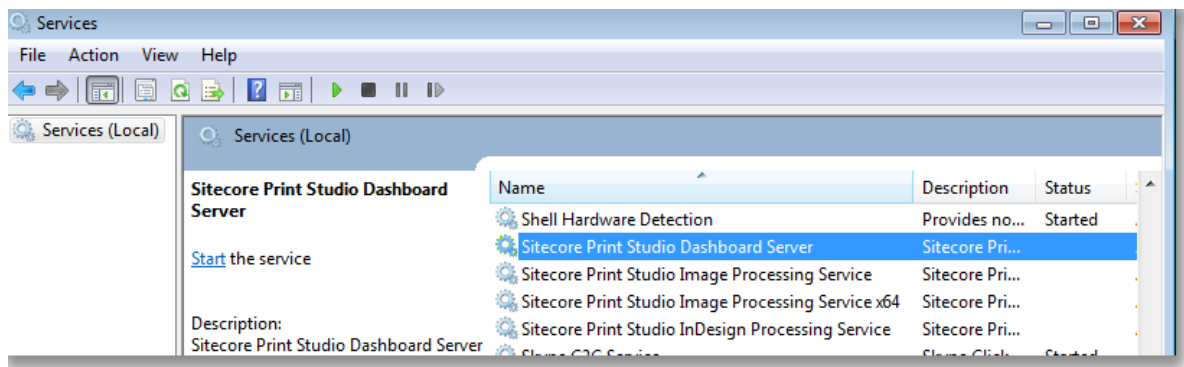 Services
File Action View Help
Services (Local)
Services (Local)
Sitecore Print Studio Dashboard
Server
Start the service
Description:
Sitecore Print Studio Dashboard Server
Name Description Status
Shell Hardware Detection Provides no... Started
Sitecore Print Studio Dashboard Server Sitecore Pri...
Sitecore Print Studio Image Processing Service Sitecore Pri...
Sitecore Print Studio Image Processing Service x64 Sitecore Pri...
Sitecore Print Studio InDesign Processing Service Sitecore Pri...